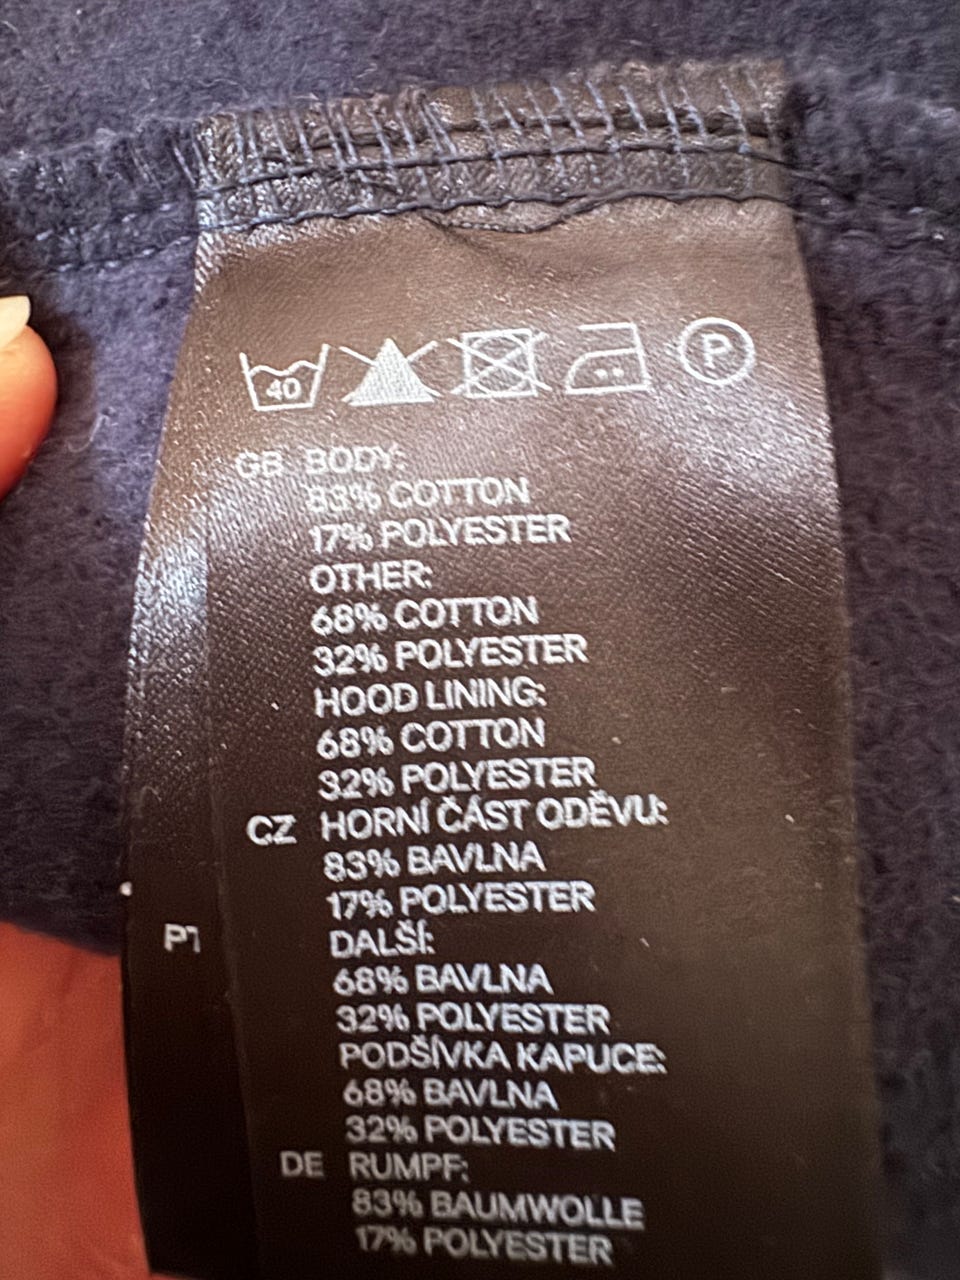 40 P
GB BODY:
83% COTTON
17% POLYESTER
OTHER:
68% COTTON
32% POLYESTER
HOOD LINING:
68% COTTON
32% POLYESTER
CZ HORNÍ ČÁST ODĚVU:
83% BAVLNA
17% POLYESTER
PT DALŠÍ:
68% BAVLNA
32% POLYESTER
PODŠÍVKA KAPUCE:
68% BAVLNA
32% POLYESTER
DE RUMPF:
83% BAUMWOLLE
17% POLYESTER